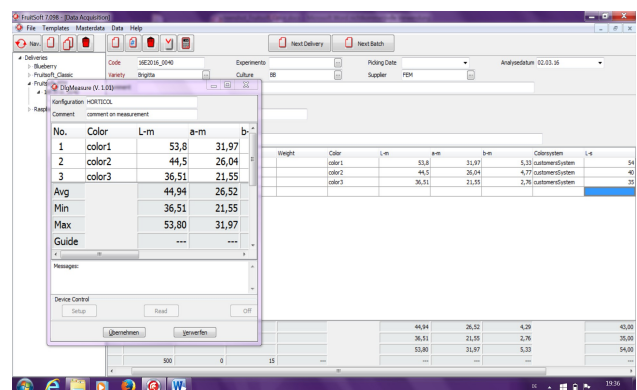 FruitSoft 7.098 - [Data Acquisition]
File Templates Masterdata Data Help
Nav. Next Delivery Next Batch
Deliveries
Blueberry
Fruitsoft_Classic
Code 16E2016_0040 Experimento Picking Date Analysedatum 02.03.16
Variety Brigitta Culture BB Supplier FEM
DlqMeasure (V. 1.01)
Konfiguration HORTICOL
Comment comment on measurement
No. Color L-m a-m b-
1 color1 53,8 31,97
2 color2 44,5 26,04
3 color3 36,51 21,55
Avg 44,94 26,52
Min 36,51 21,55
Max 53,80 31,97
Guide --- ---
Messages:
Device Control
Setup Read Off
Übernehmen Verwerfen
Weight Color L-m a-m b-m Colorsystem L-s
color1 53,8 31,97 5,33 customersSystem 54
color2 44,5 26,04 4,77 customersSystem 40
color3 36,51 21,55 2,76 customersSystem 35
44,94 26,52 4,29 43,00
36,51 21,55 2,76 35,00
53,80 31,97 5,33 54,00
500 0 15 --- --- --- --- ---
19:36